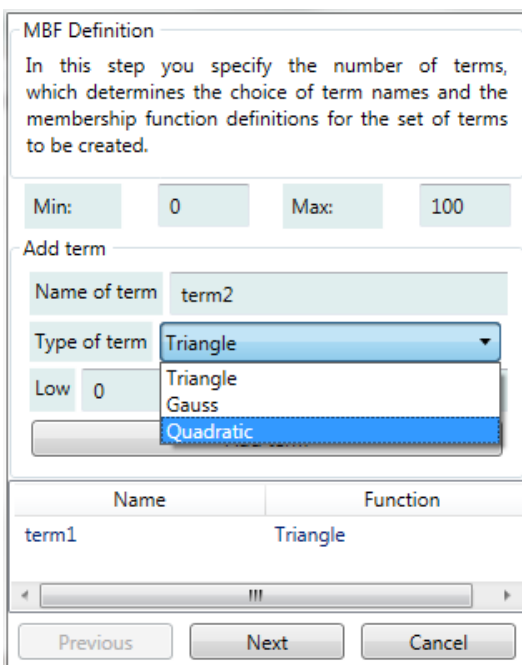 MBF Definition
In this step you specify the number of terms,
which determines the choice of term names and the
membership function definitions for the set of terms
to be created.
Min: 0 Max: 100
Add term
Name of term term2
Type of term Triangle
Triangle
Low 0
Gauss
Quadratic
Name Function
term1 Triangle
Previous Next Cancel